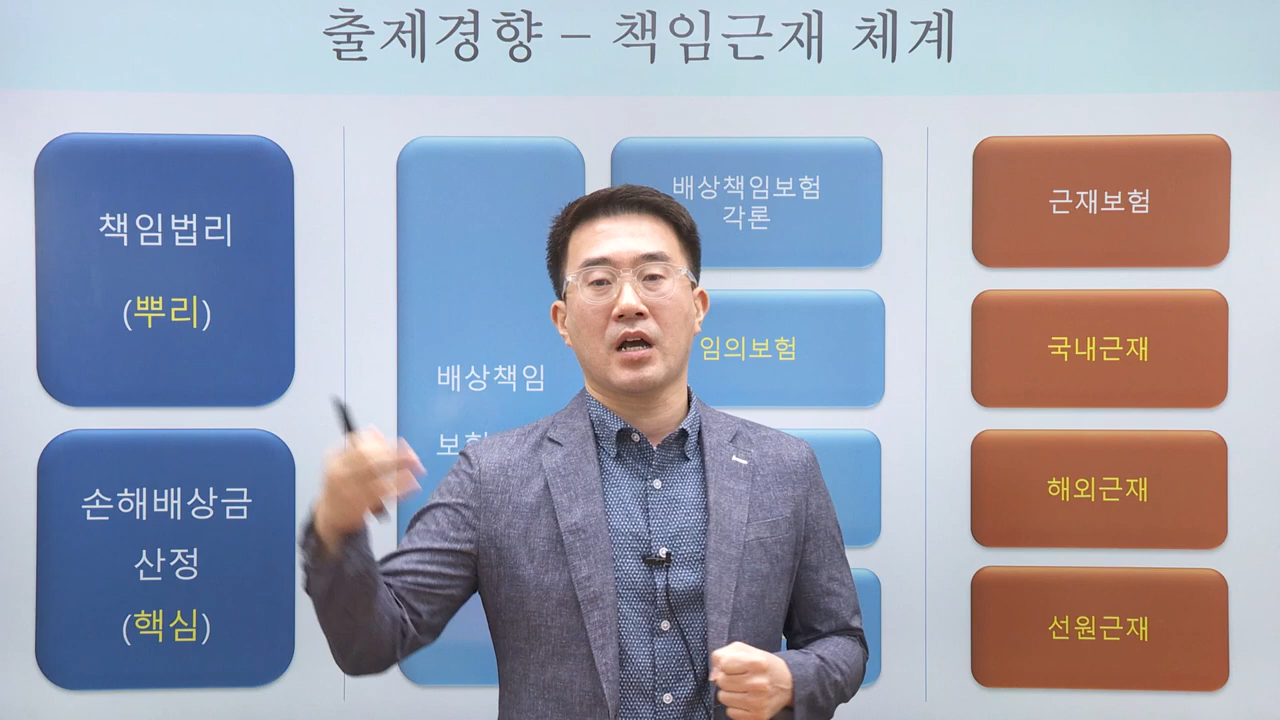 출제경향 – 책임근재 체계
책임법리
(뿌리)
손해배상금
산정
(핵심)
배상책임
배상책임보험
각론
임의보험
근재보험
국내근재
해외근재
선원근재